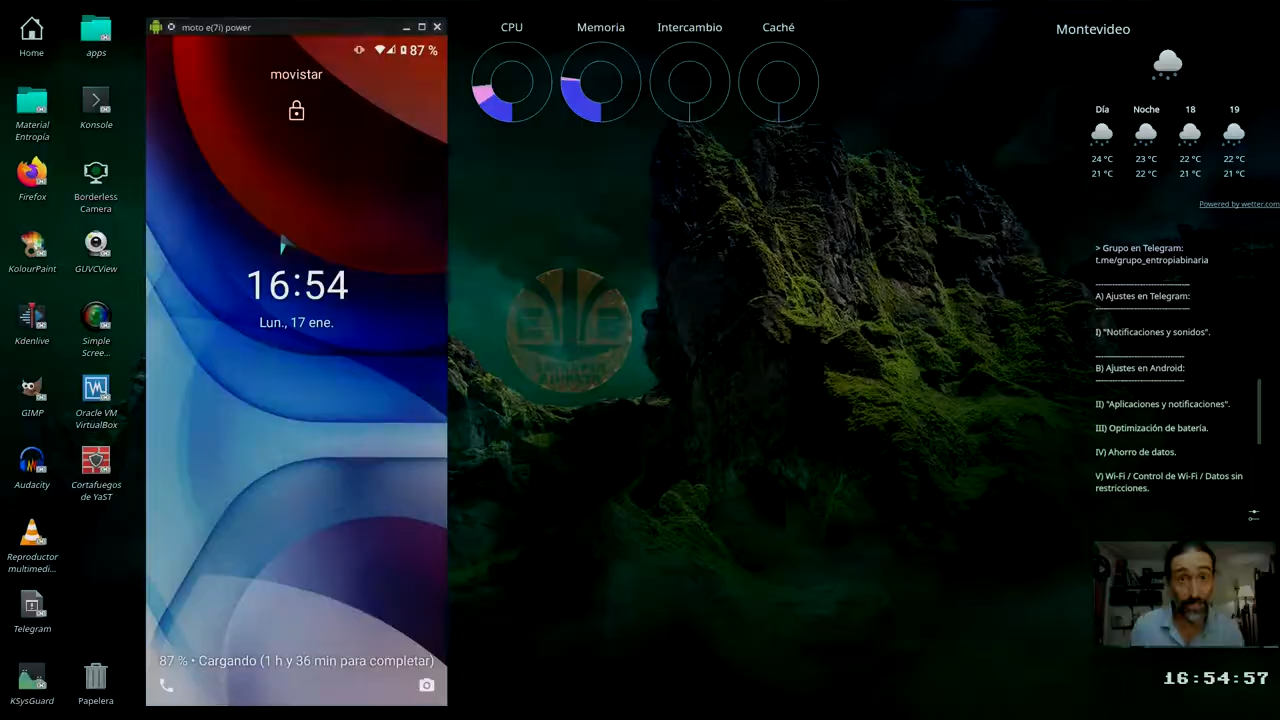 Home
apps
Material
Entropía
Konsole
Firefox
Borderless
Camera
KolourPaint
GUVCView
Kdenlive
Simple
Scree...
GIMP
Oracle VM
VirtualBox
Audacity
Cortafuegos
de YaST
Reproductor
multimedi...
Telegram
KSysGuard
Papelera
moto e(7i) power
87 %
movistar
16:54
Lun., 17 ene.
87 % • Cargando (1 h y 36 min para completar)
CPU
Memoria
Intercambio
Caché
Montevideo
Día
Noche
18
19
24 °C
23 °C
22 °C
22 °C
21 °C
22 °C
21 °C
21 °C
Powered by wetter.com
> Grupo en Telegram:
t.me/grupo_entropiabinaria
----------------------------------
A) Ajustes en Telegram:
----------------------------------
I) "Notificaciones y sonidos".
--------------------------------
B) Ajustes en Android:
--------------------------------
II) "Aplicaciones y notificaciones".
III) Optimización de batería.
IV) Ahorro de datos.
V) Wi-Fi / Control de Wi-Fi / Datos sin
restricciones.
16:54:57